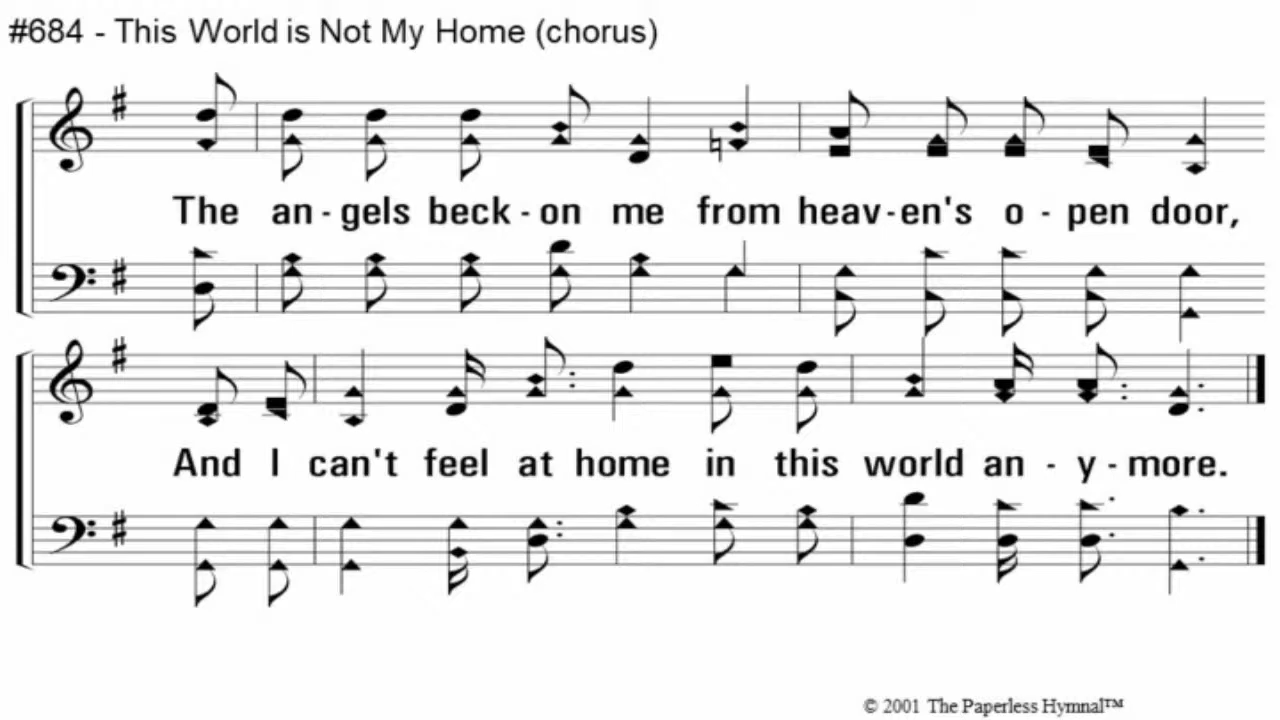 #684 - This World is Not My Home (chorus)
The an - gels beck - on me from heav - en's o - pen door,
And I can't feel at home in this world an - y - more.
© 2001 The Paperless Hymnal™